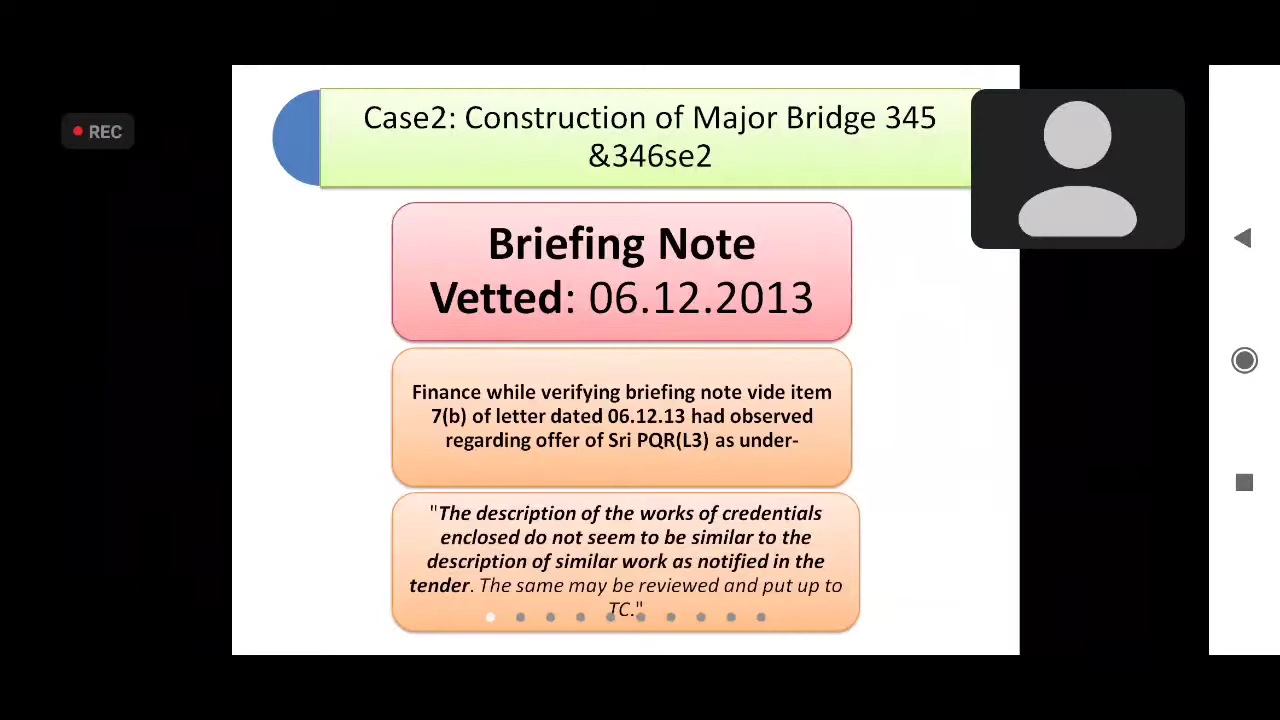 REC
Case2: Construction of Major Bridge 345
&346se2
Briefing Note
Vetted: 06.12.2013
Finance while verifying briefing note vide item
7(b) of letter dated 06.12.13 had observed
regarding offer of Sri PQR(L3) as under-
"The description of the works of credentials
enclosed do not seem to be similar to the
description of similar work as notified in the
tender. The same may be reviewed and put up to
TC."